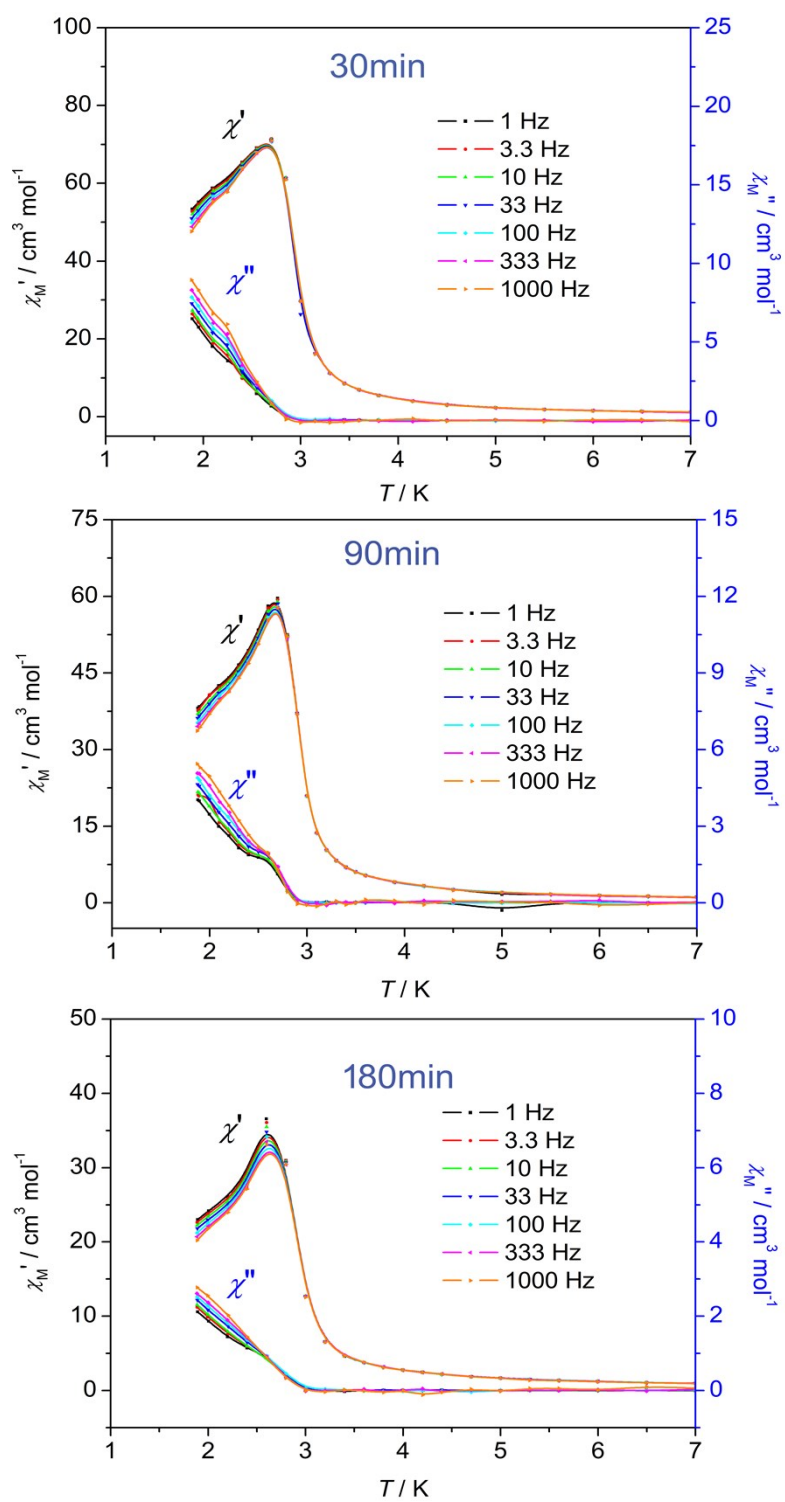 30min
100
80
60
40
20
0
χM' / cm³ mol⁻¹
25
20
15
10
5
0
χM'' / cm³ mol⁻¹
χ'
χ''
1 Hz
3.3 Hz
10 Hz
33 Hz
100 Hz
333 Hz
1000 Hz
1 2 3 4 5 6 7
T / K
90min
75
60
45
30
15
0
χM' / cm³ mol⁻¹
15
12
9
6
3
0
χM'' / cm³ mol⁻¹
χ'
χ''
1 Hz
3.3 Hz
10 Hz
33 Hz
100 Hz
333 Hz
1000 Hz
1 2 3 4 5 6 7
T / K
180min
50
40
30
20
10
0
χM' / cm³ mol⁻¹
10
8
6
4
2
0
χM'' / cm³ mol⁻¹
χ'
χ''
1 Hz
3.3 Hz
10 Hz
33 Hz
100 Hz
333 Hz
1000 Hz
1 2 3 4 5 6 7
T / K